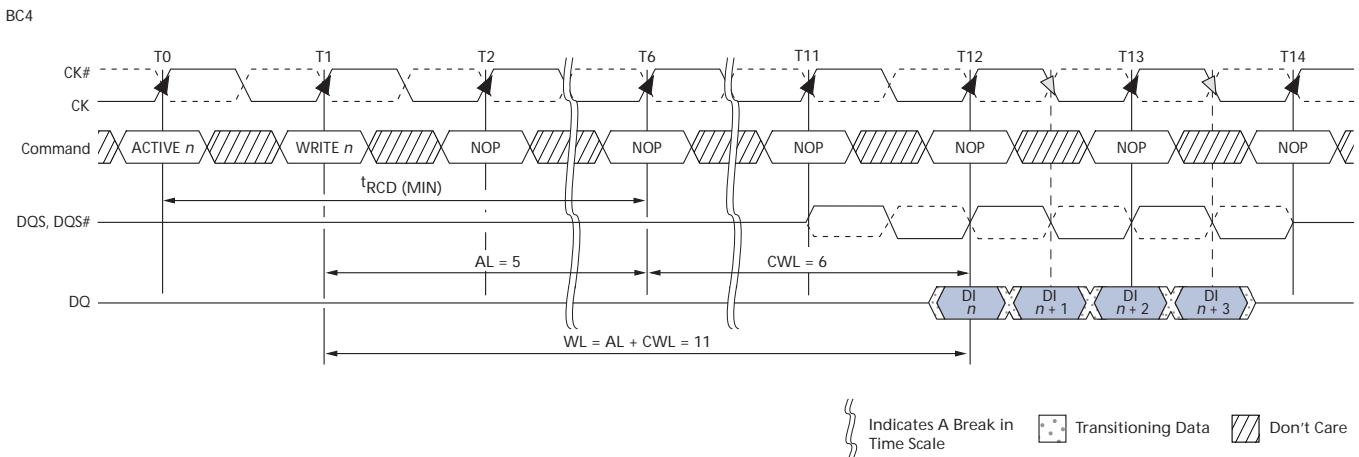 BC4
T0 T1 T2 T6 T11 T12 T13 T14
CK#
CK
Command ACTIVE n WRITE n NOP NOP NOP NOP NOP NOP
tRCD (MIN)
DQS, DQS#
AL = 5 CWL = 6
DQ DI n DI n + 1 DI n + 2 DI n + 3
WL = AL + CWL = 11
Indicates A Break in
Time Scale
Transitioning Data
Don't Care